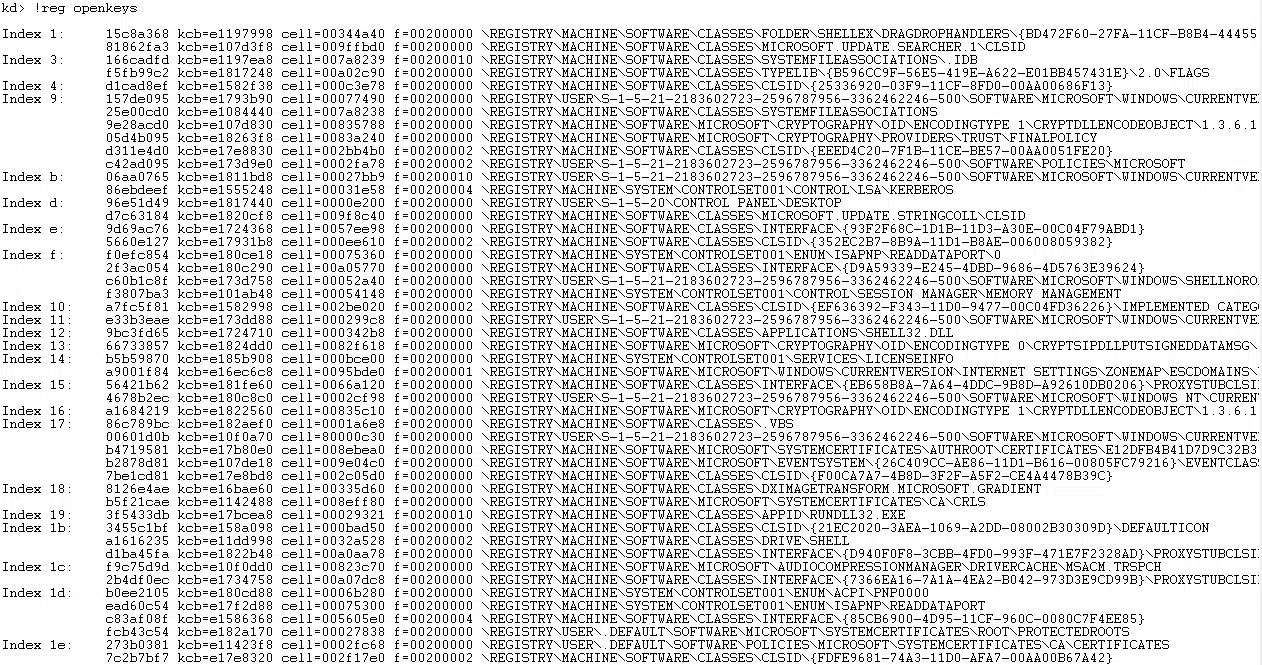 kd> !reg openkeys
Index 1: 15c8a368 kcb=e1197998 cell=00344a40 f=00200000 \REGISTRY\MACHINE\SOFTWARE\CLASSES\FOLDER\SHELLEX\DRAGDROPHANDLERS\{BD472F60-27FA-11CF-B8B4-44455
81862fa3 kcb=e107d3f8 cell=009ffbd0 f=00200000 \REGISTRY\MACHINE\SOFTWARE\CLASSES\MICROSOFT.UPDATE.SEARCHER.1\CLSID
Index 3: 166cadfd kcb=e1197ea8 cell=007a8239 f=00200010 \REGISTRY\MACHINE\SOFTWARE\CLASSES\SYSTEMFILEASSOCIATIONS\.IDB
f5fb99c2 kcb=e1817248 cell=00a02c90 f=00200000 \REGISTRY\MACHINE\SOFTWARE\CLASSES\TYPELIB\{B596CC9F-56E5-419E-A622-E01BB457431E}\2.0\FLAGS
Index 4: d1cad8ef kcb=e1582f38 cell=000c3e78 f=00200002 \REGISTRY\MACHINE\SOFTWARE\CLASSES\CLSID\{25336920-03F9-11CF-8FD0-00AA00686F13}
Index 9: 157de095 kcb=e1793b90 cell=00077490 f=00200000 \REGISTRY\USER\S-1-5-21-2183602723-2596787956-3362462246-500\SOFTWARE\MICROSOFT\WINDOWS\CURRENTVE
25e00cd0 kcb=e1084440 cell=007a8238 f=00200000 \REGISTRY\MACHINE\SOFTWARE\CLASSES\SYSTEMFILEASSOCIATIONS
9e28acd0 kcb=e107d830 cell=00835788 f=00200000 \REGISTRY\MACHINE\SOFTWARE\MICROSOFT\CRYPTOGRAPHY\OID\ENCODINGTYPE 1\CRYPTDLLENCODEOBJECT\1.3.6.1
05d4b095 kcb=e18263f8 cell=0083a240 f=00200000 \REGISTRY\MACHINE\SOFTWARE\MICROSOFT\CRYPTOGRAPHY\PROVIDERS\TRUST\FINALPOLICY
d311e4d0 kcb=e17e8830 cell=002bb4b0 f=00200002 \REGISTRY\MACHINE\SOFTWARE\CLASSES\CLSID\{EEED4C20-7F1B-11CE-BE57-00AA0051FE20}
c42ad095 kcb=e173d9e0 cell=0002fa78 f=00200002 \REGISTRY\USER\S-1-5-21-2183602723-2596787956-3362462246-500\SOFTWARE\POLICIES\MICROSOFT
Index b: 06aa0765 kcb=e1811bd8 cell=00027bb9 f=00200010 \REGISTRY\USER\S-1-5-21-2183602723-2596787956-3362462246-500\SOFTWARE\MICROSOFT\WINDOWS\CURRENTVE
86ebdeef kcb=e1555248 cell=00031e58 f=00200004 \REGISTRY\MACHINE\SYSTEM\CONTROLSET001\CONTROL\LSA\KERBEROS
Index d: 96e51d49 kcb=e1817440 cell=0000e200 f=00200000 \REGISTRY\USER\S-1-5-20\CONTROL PANEL\DESKTOP
d7c63184 kcb=e1820cf8 cell=009f8c40 f=00200000 \REGISTRY\MACHINE\SOFTWARE\CLASSES\MICROSOFT.UPDATE.STRINGCOLL\CLSID
Index e: 9d69ac76 kcb=e1724368 cell=0057ee98 f=00200000 \REGISTRY\MACHINE\SOFTWARE\CLASSES\INTERFACE\{93F2F68C-1D1B-11D3-A30E-00C04F79ABD1}
5660e127 kcb=e17931b8 cell=000ee610 f=00200002 \REGISTRY\MACHINE\SOFTWARE\CLASSES\CLSID\{352EC2B7-8B9A-11D1-B8AE-006008059382}
Index f: f0efc854 kcb=e180ce18 cell=00075360 f=00200000 \REGISTRY\MACHINE\SYSTEM\CONTROLSET001\ENUM\ISAPNP\READDATAPORT\0
2f3ac054 kcb=e180c290 cell=00a05770 f=00200000 \REGISTRY\MACHINE\SOFTWARE\CLASSES\INTERFACE\{D9A59339-E245-4DBD-9686-4D5763E39624}
c60b1c8f kcb=e173d758 cell=00052a40 f=00200000 \REGISTRY\USER\S-1-5-21-2183602723-2596787956-3362462246-500\SOFTWARE\MICROSOFT\WINDOWS\SHELLNORO
f3807ba3 kcb=e101ab48 cell=00054148 f=00200000 \REGISTRY\MACHINE\SYSTEM\CONTROLSET001\CONTROL\SESSION MANAGER\MEMORY MANAGEMENT
Index 10: a7fc5f81 kcb=e1582998 cell=002be020 f=00200002 \REGISTRY\MACHINE\SOFTWARE\CLASSES\CLSID\{EF636392-F343-11D0-9477-00C04FD36226}\IMPLEMENTED CATEG
Index 11: e33b3eae kcb=e173dd88 cell=000299c8 f=00200000 \REGISTRY\USER\S-1-5-21-2183602723-2596787956-3362462246-500\SOFTWARE\MICROSOFT\WINDOWS\CURRENTVE
Index 12: 9bc3fd65 kcb=e1724710 cell=000342b8 f=00200000 \REGISTRY\MACHINE\SOFTWARE\CLASSES\APPLICATIONS\SHELL32.DLL
Index 13: 66733857 kcb=e1824dd0 cell=0082f618 f=00200000 \REGISTRY\MACHINE\SOFTWARE\MICROSOFT\CRYPTOGRAPHY\OID\ENCODINGTYPE 0\CRYPTSIPDLLPUTSIGNEDDATAMSG\
Index 14: b5b59870 kcb=e185b908 cell=000bce00 f=00200000 \REGISTRY\MACHINE\SYSTEM\CONTROLSET001\SERVICES\LICENSEINFO
a9001f84 kcb=e16ec6c8 cell=0095bde0 f=00200001 \REGISTRY\MACHINE\SOFTWARE\MICROSOFT\WINDOWS\CURRENTVERSION\INTERNET SETTINGS\ZONEMAP\ESCDOMAINS\
Index 15: 56421b62 kcb=e181fe60 cell=0066a120 f=00200000 \REGISTRY\MACHINE\SOFTWARE\CLASSES\INTERFACE\{EB658B8A-7A64-4DDC-9B8D-A92610DB0206}\PROXYSTUBCLSI
4678b2ec kcb=e180c8c0 cell=0002cf98 f=00200000 \REGISTRY\USER\S-1-5-21-2183602723-2596787956-3362462246-500\SOFTWARE\MICROSOFT\WINDOWS NT\CURREN
Index 16: a1684219 kcb=e1822560 cell=00835c10 f=00200000 \REGISTRY\MACHINE\SOFTWARE\MICROSOFT\CRYPTOGRAPHY\OID\ENCODINGTYPE 1\CRYPTDLLENCODEOBJECT\1.3.6.1
Index 17: 86c789bc kcb=e182aef0 cell=0001a6e8 f=00200000 \REGISTRY\MACHINE\SOFTWARE\CLASSES\.VBS
00601d0b kcb=e10f0a70 cell=80000c30 f=00200000 \REGISTRY\USER\S-1-5-21-2183602723-2596787956-3362462246-500\SOFTWARE\MICROSOFT\WINDOWS\CURRENTVE
b4719581 kcb=e17b80e0 cell=008ebea0 f=00200000 \REGISTRY\MACHINE\SOFTWARE\MICROSOFT\SYSTEMCERTIFICATES\AUTHROOT\CERTIFICATES\E12DFB4B41D7D9C32B3
b2878d81 kcb=e107de18 cell=009e04c0 f=00200000 \REGISTRY\MACHINE\SOFTWARE\MICROSOFT\EVENTSYSTEM\{26C409CC-AE86-11D1-B616-00805FC79216}\EVENTCLAS
7be1cd81 kcb=e17e8bd8 cell=002c05d0 f=00200002 \REGISTRY\MACHINE\SOFTWARE\CLASSES\CLSID\{F00CA7A7-4B8D-3F2F-A5F2-CE4A4478B39C}
Index 18: 8126e4ae kcb=e16bae60 cell=00335d60 f=00200000 \REGISTRY\MACHINE\SOFTWARE\CLASSES\DXIMAGETRANSFORM.MICROSOFT.GRADIENT
b5f21cae kcb=e1142488 cell=008eff80 f=00200000 \REGISTRY\MACHINE\SOFTWARE\MICROSOFT\SYSTEMCERTIFICATES\CA\CRLS
Index 19: 3f5433db kcb=e17bcea8 cell=00029321 f=00200010 \REGISTRY\MACHINE\SOFTWARE\CLASSES\APPID\RUNDLL32.EXE
Index 1b: 3455c1bf kcb=e158a098 cell=000bad50 f=00200002 \REGISTRY\MACHINE\SOFTWARE\CLASSES\CLSID\{21EC2020-3AEA-1069-A2DD-08002B30309D}\DEFAULTICON
a1616235 kcb=e11dd998 cell=0032a528 f=00200002 \REGISTRY\MACHINE\SOFTWARE\CLASSES\DRIVE\SHELL
d1ba45fa kcb=e1822b48 cell=00a0aa78 f=00200000 \REGISTRY\MACHINE\SOFTWARE\CLASSES\INTERFACE\{D940F0F8-3CBB-4FD0-993F-471E7F2328AD}\PROXYSTUBCLSI
Index 1c: f9c75d9d kcb=e10f0dd0 cell=00823c70 f=00200000 \REGISTRY\MACHINE\SOFTWARE\MICROSOFT\AUDIOCOMPRESSIONMANAGER\DRIVERCACHE\MSACM.TRSPCH
2b4df0ec kcb=e1734758 cell=00a07dc8 f=00200000 \REGISTRY\MACHINE\SOFTWARE\CLASSES\INTERFACE\{7366EA16-7A1A-4EA2-B042-973D3E9CD99B}\PROXYSTUBCLSI
Index 1d: b0ee2105 kcb=e180cd88 cell=0006b280 f=00200000 \REGISTRY\MACHINE\SYSTEM\CONTROLSET001\ENUM\ACPI\PNP0000
ead60c54 kcb=e17f2d88 cell=00075300 f=00200000 \REGISTRY\MACHINE\SYSTEM\CONTROLSET001\ENUM\ISAPNP\READDATAPORT
c83af08f kcb=e1586368 cell=005605e0 f=00200004 \REGISTRY\MACHINE\SOFTWARE\CLASSES\INTERFACE\{85CB6900-4D95-11CF-960C-0080C7F4EE85}
fcb43c54 kcb=e182a170 cell=00027838 f=00200000 \REGISTRY\USER\.DEFAULT\SOFTWARE\MICROSOFT\SYSTEMCERTIFICATES\ROOT\PROTECTEDROOTS
Index 1e: 273b0381 kcb=e11423f8 cell=0002fc68 f=00200000 \REGISTRY\MACHINE\SOFTWARE\POLICIES\MICROSOFT\SYSTEMCERTIFICATES\CA\CERTIFICATES
7c2b7bf7 kcb=e17e8320 cell=002f17e0 f=00200002 \REGISTRY\MACHINE\SOFTWARE\CLASSES\CLSID\{FDFE9681-74A3-11D0-AFA7-00AA00B67A42}